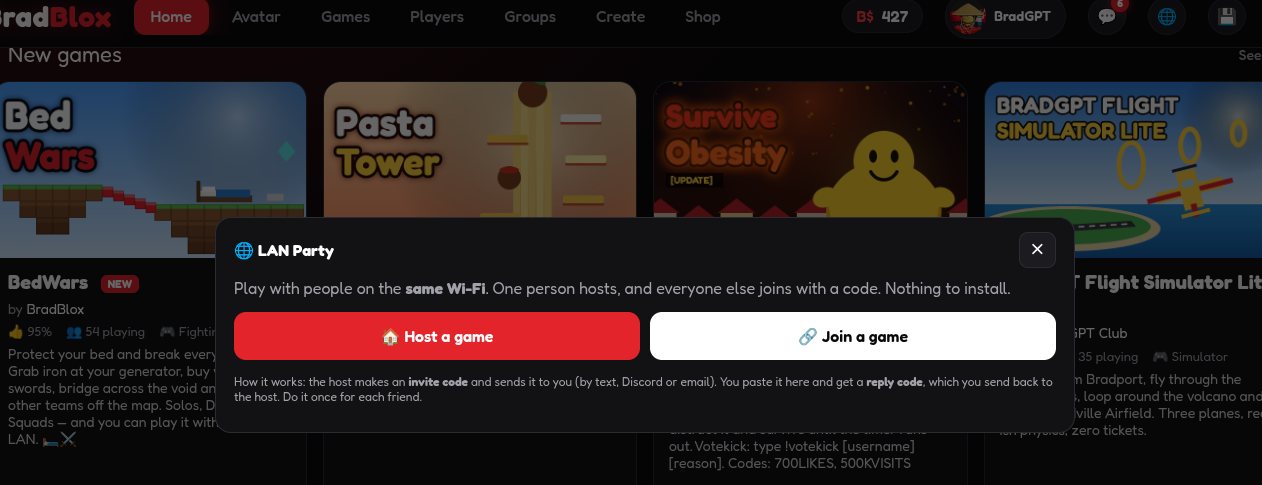 BradBlox Home Avatar Games Players Groups Create Shop B$ 427 BradGPT 6
New games See
Bed
Wars
Pasta
Tower
Survive
Obesity
[UPDATE]
BRADGPT FLIGHT
SIMULATOR LITE
🌐 LAN Party ✕
Play with people on the same Wi-Fi. One person hosts, and everyone else joins with a code. Nothing to install.
🏠 Host a game
🔗 Join a game
How it works: the host makes an invite code and sends it to you (by text, Discord or email). You paste it here and get a reply code, which you send back to
the host. Do it once for each friend.
BedWars NEW
by BradBlox
👍 95% 👥 54 playing 🎮
Protect your bed and break every
Grab iron at your generator, buy
swords, bridge across the void an
other teams off the map. Solos, D
Squads — and you can play it with
LAN. 🛏️⚔️
out. Votekick: type !votekick [username]
[reason]. Codes: 700LIKES, 500KVISITS
T Flight Simulator Lit
GPT Club
35 playing 🎮 Simulator
m Bradport, fly through the
s, loop around the volcano and
ville Airfield. Three planes, re
physics, zero tickets.